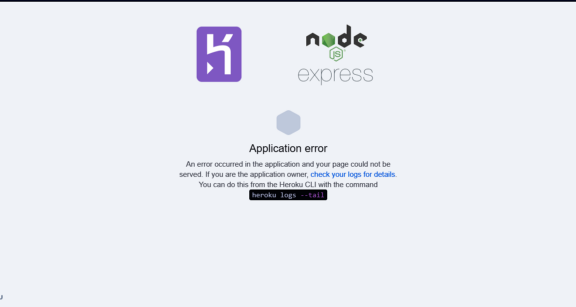 node
JS
express
Application error
An error occurred in the application and your page could not be
served. If you are the application owner, check your logs for details.
You can do this from the Heroku CLI with the command
heroku logs --tail